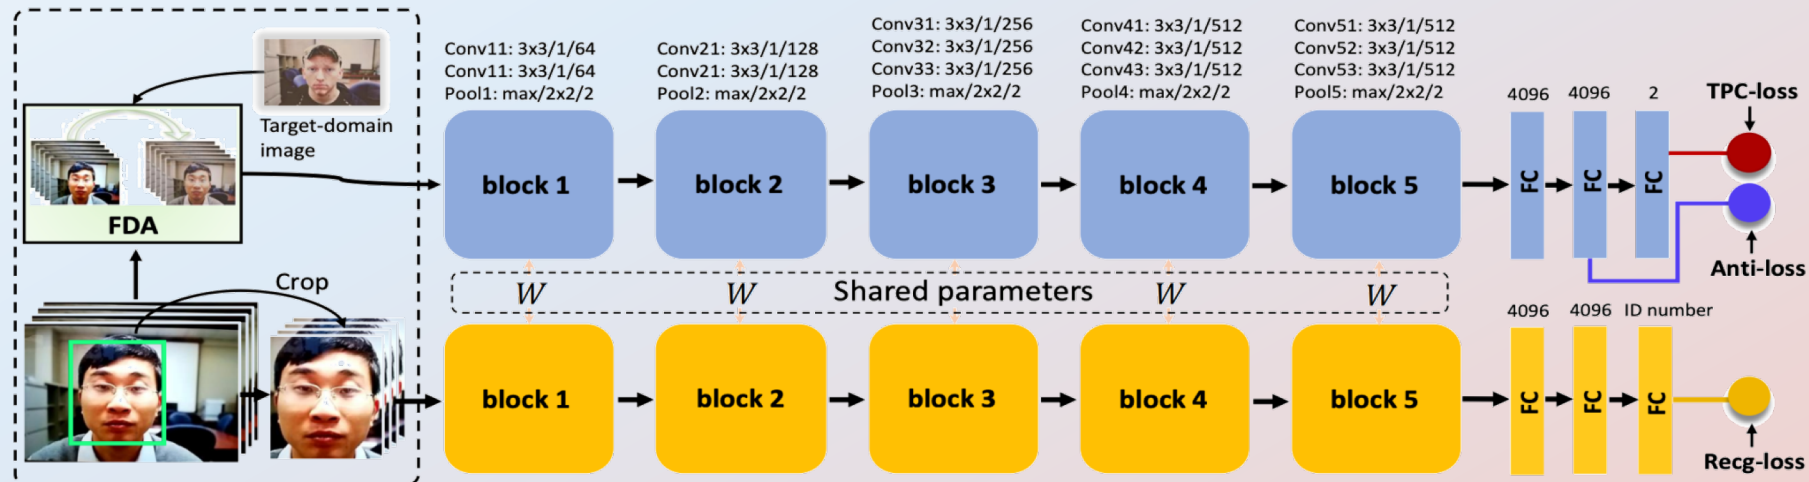 Target-domain
image
FDA
Crop
Conv11: 3x3/1/64
Conv11: 3x3/1/64
Pool1: max/2x2/2
Conv21: 3x3/1/128
Conv21: 3x3/1/128
Pool2: max/2x2/2
Conv31: 3x3/1/256
Conv32: 3x3/1/256
Conv33: 3x3/1/256
Pool3: max/2x2/2
Conv41: 3x3/1/512
Conv42: 3x3/1/512
Conv43: 3x3/1/512
Pool4: max/2x2/2
Conv51: 3x3/1/512
Conv52: 3x3/1/512
Conv53: 3x3/1/512
Pool5: max/2x2/2
block 1
block 2
block 3
block 4
block 5
4096
4096
2
FC
FC
FC
TPC-loss
Anti-loss
W
W
Shared parameters
W
W
block 1
block 2
block 3
block 4
block 5
4096
4096
ID number
FC
FC
FC
Recg-loss